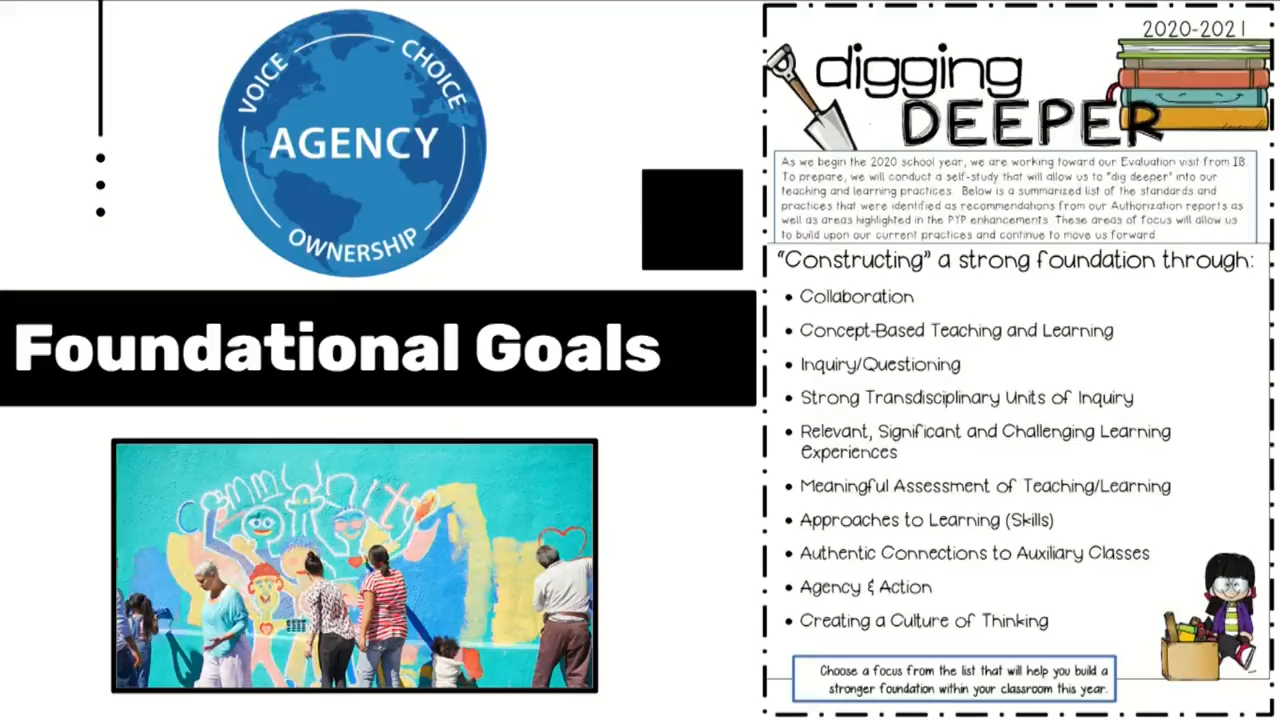 VOICE
CHOICE
AGENCY
OWNERSHIP
Foundational Goals
community
2020-2021
digging
DEEPER
As we begin the 2020 school year, we are working toward our Evaluation visit from IB.
To prepare, we will conduct a self-study that will allow us to "dig deeper" into our
teaching and learning practices. Below is a summarized list of the standards and
practices that were identified as recommendations from our Authorization reports as
well as areas highlighted in the PYP enhancements. These areas of focus will allow us
to build upon our current practices and continue to move us forward.
"Constructing" a strong foundation through:
• Collaboration
• Concept-Based Teaching and Learning
• Inquiry/Questioning
• Strong Transdisciplinary Units of Inquiry
• Relevant, Significant and Challenging Learning
Experiences
• Meaningful Assessment of Teaching/Learning
• Approaches to Learning (Skills)
• Authentic Connections to Auxiliary Classes
• Agency & Action
• Creating a Culture of Thinking
Choose a focus from the list that will help you build a
stronger foundation within your classroom this year.